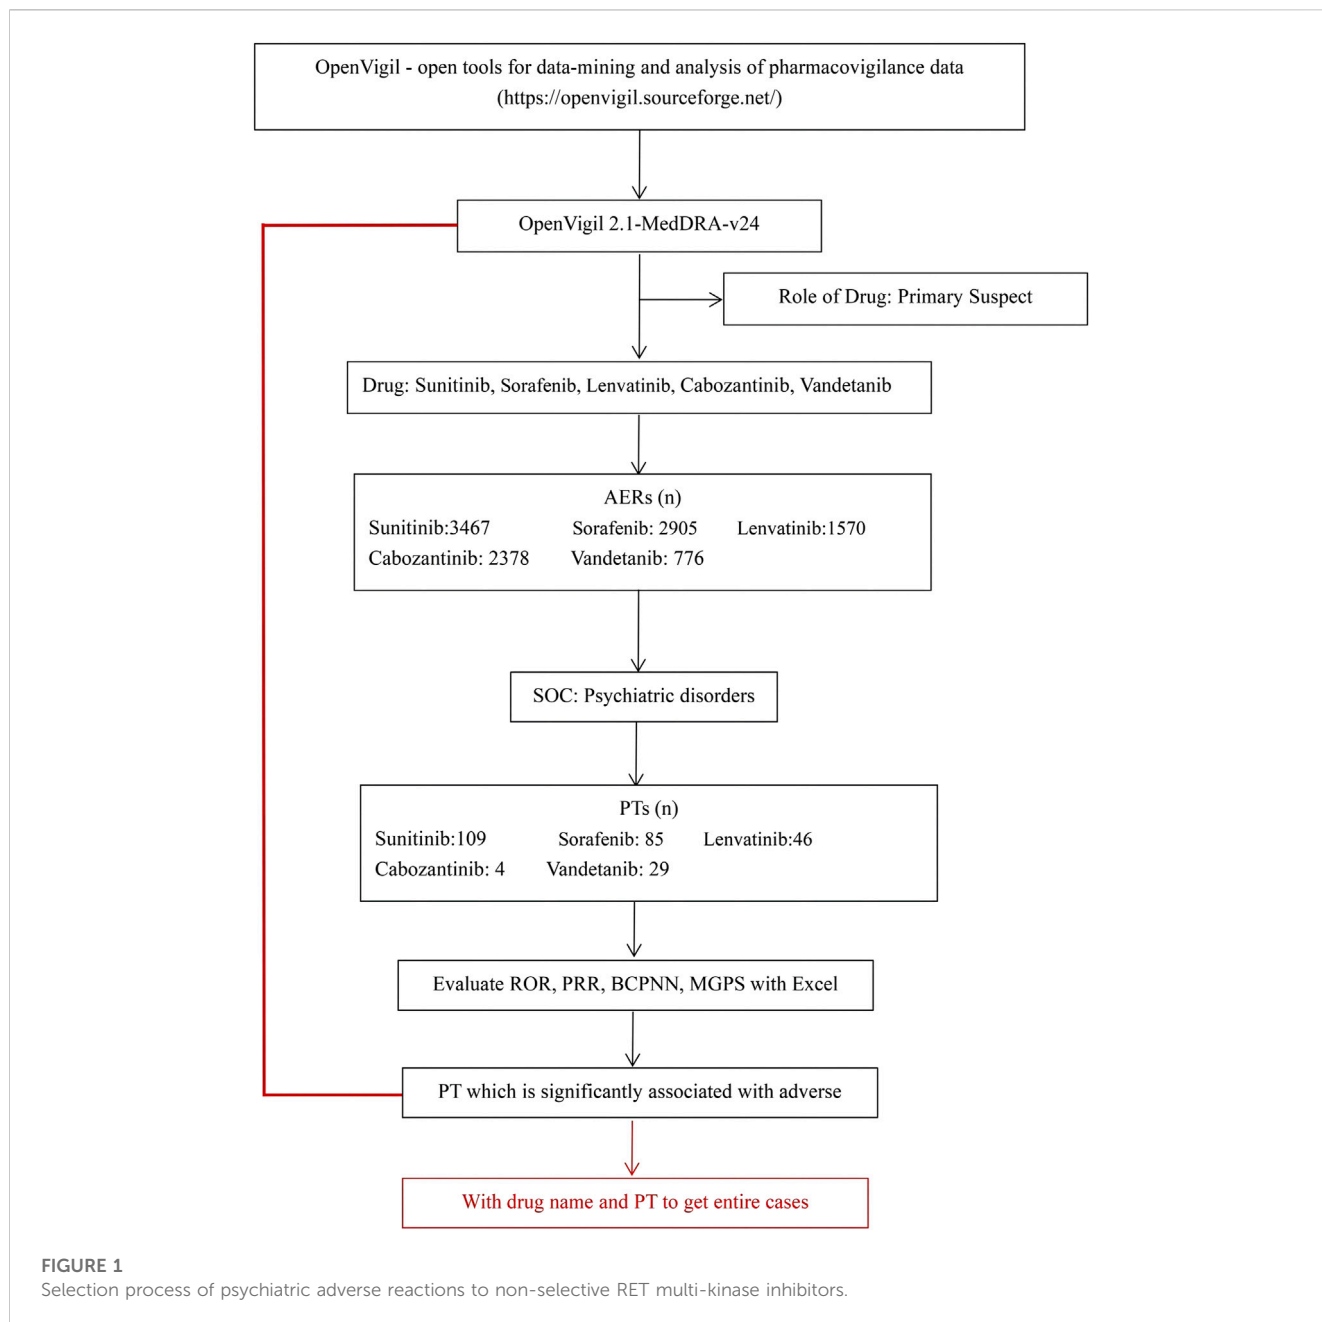 OpenVigil - open tools for data-mining and analysis of pharmacovigilance data
(https://openvigil.sourceforge.net/)
OpenVigil 2.1-MedDRA-v24
Role of Drug: Primary Suspect
Drug: Sunitinib, Sorafenib, Lenvatinib, Cabozantinib, Vandetanib
AERs (n)
Sunitinib:3467 Sorafenib: 2905 Lenvatinib:1570
Cabozantinib: 2378 Vandetanib: 776
SOC: Psychiatric disorders
PTs (n)
Sunitinib:109 Sorafenib: 85 Lenvatinib:46
Cabozantinib: 4 Vandetanib: 29
Evaluate ROR, PRR, BCPNN, MGPS with Excel
PT which is significantly associated with adverse
With drug name and PT to get entire cases
FIGURE 1
Selection process of psychiatric adverse reactions to non-selective RET multi-kinase inhibitors.